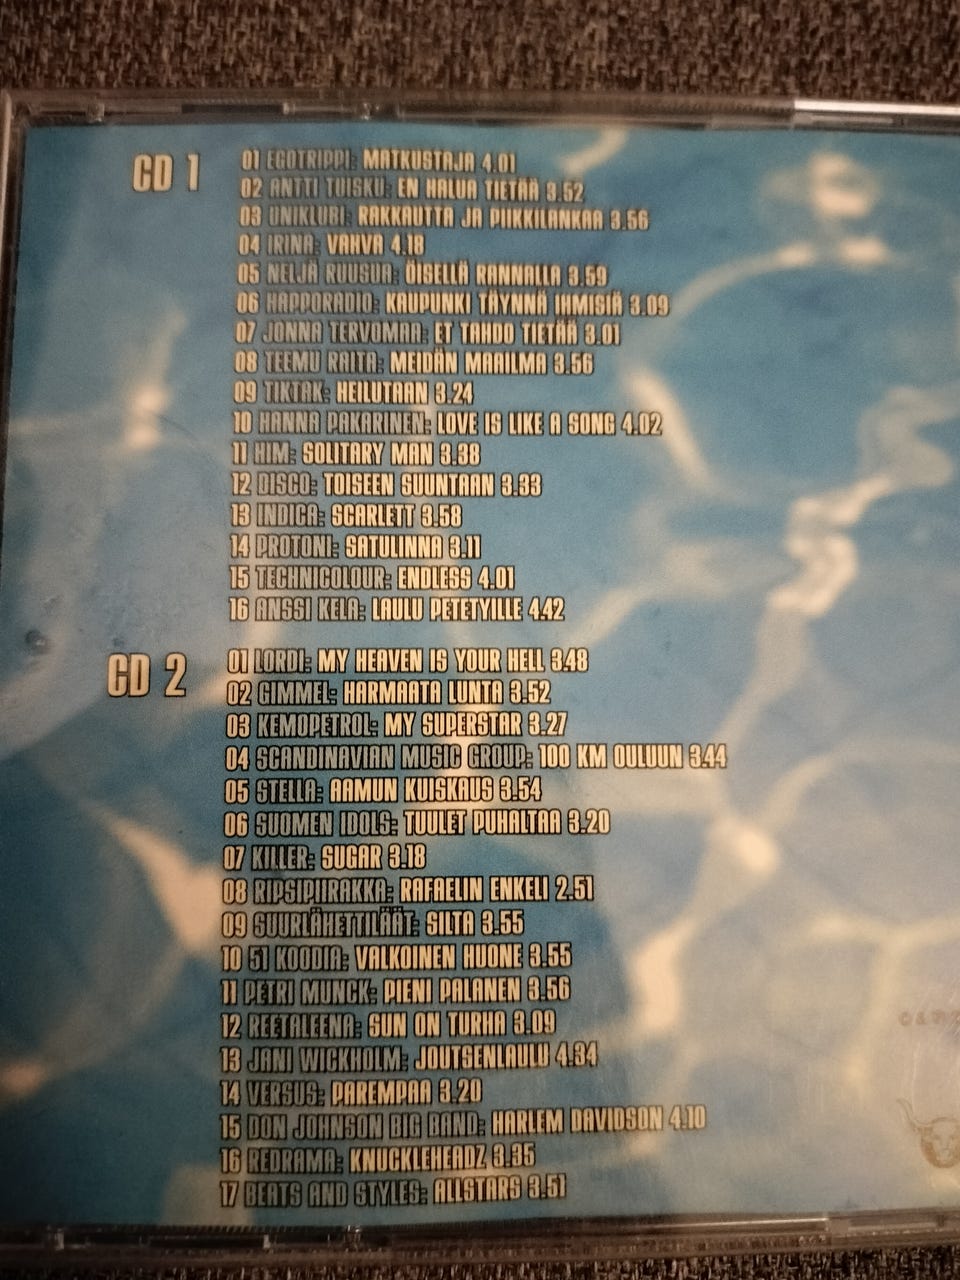 CD 1
01 EGOTRIPPI: MATKUSTAJA 4.01
02 ANTTI TUISKU: EN HALUA TIETÄÄ 3.52
03 UNIKLUBI: RAKKAUTTA JA PIIKKILANKAA 3.56
04 IRINA: VAHVA 4.18
05 NELJÄ RUUSUA: ÖISELLÄ RANNALLA 3.59
06 HAPPORADIO: KAUPUNKI TÄYNNÄ IHMISIÄ 3.09
07 JONNA TERVOMAA: ET TAHDO TIETÄÄ 3.01
08 TEEMU RAITA: MEIDÄN MAAILMA 3.56
09 TIKTAK: HEILUTAAN 3.24
10 HANNA PAKARINEN: LOVE IS LIKE A SONG 4.02
11 HIM: SOLITARY MAN 3.38
12 DISCO: TOISEEN SUUNTAAN 3.33
13 INDICA: SCARLETT 3.58
14 PROTONI: SATULINNA 3.11
15 TECHNICOLOUR: ENDLESS 4.01
16 ANSSI KELA: LAULU PETETYILLE 4.42
CD 2
01 LORDI: MY HEAVEN IS YOUR HELL 3.48
02 GIMMEL: HARMAATA LUNTA 3.52
03 KEMOPETROL: MY SUPERSTAR 3.27
04 SCANDINAVIAN MUSIC GROUP: 100 KM OULUUN 3.44
05 STELLA: AAMUN KUISKAUS 3.54
06 SUOMEN IDOLS: TUULET PUHALTAA 3.20
07 KILLER: SUGAR 3.18
08 RIPSIPIIRAKKA: RAFAELIN ENKELI 2.51
09 SUURLÄHETTILÄÄT: SILTA 3.55
10 51 KOODIA: VALKOINEN HUONE 3.55
11 PETRI MUNCK: PIENI PALANEN 3.56
12 REETALEENA: SUN ON TURHA 3.09
13 JANI WICKHOLM: JOUTSENLAULU 4.34
14 VERSUS: PAREMPAA 3.20
15 DON JOHNSON BIG BAND: HARLEM DAVIDSON 4.10
16 REDRAMA: KNUCKLEHEADZ 3.35
17 BEATS AND STYLES: ALLSTARS 3.51